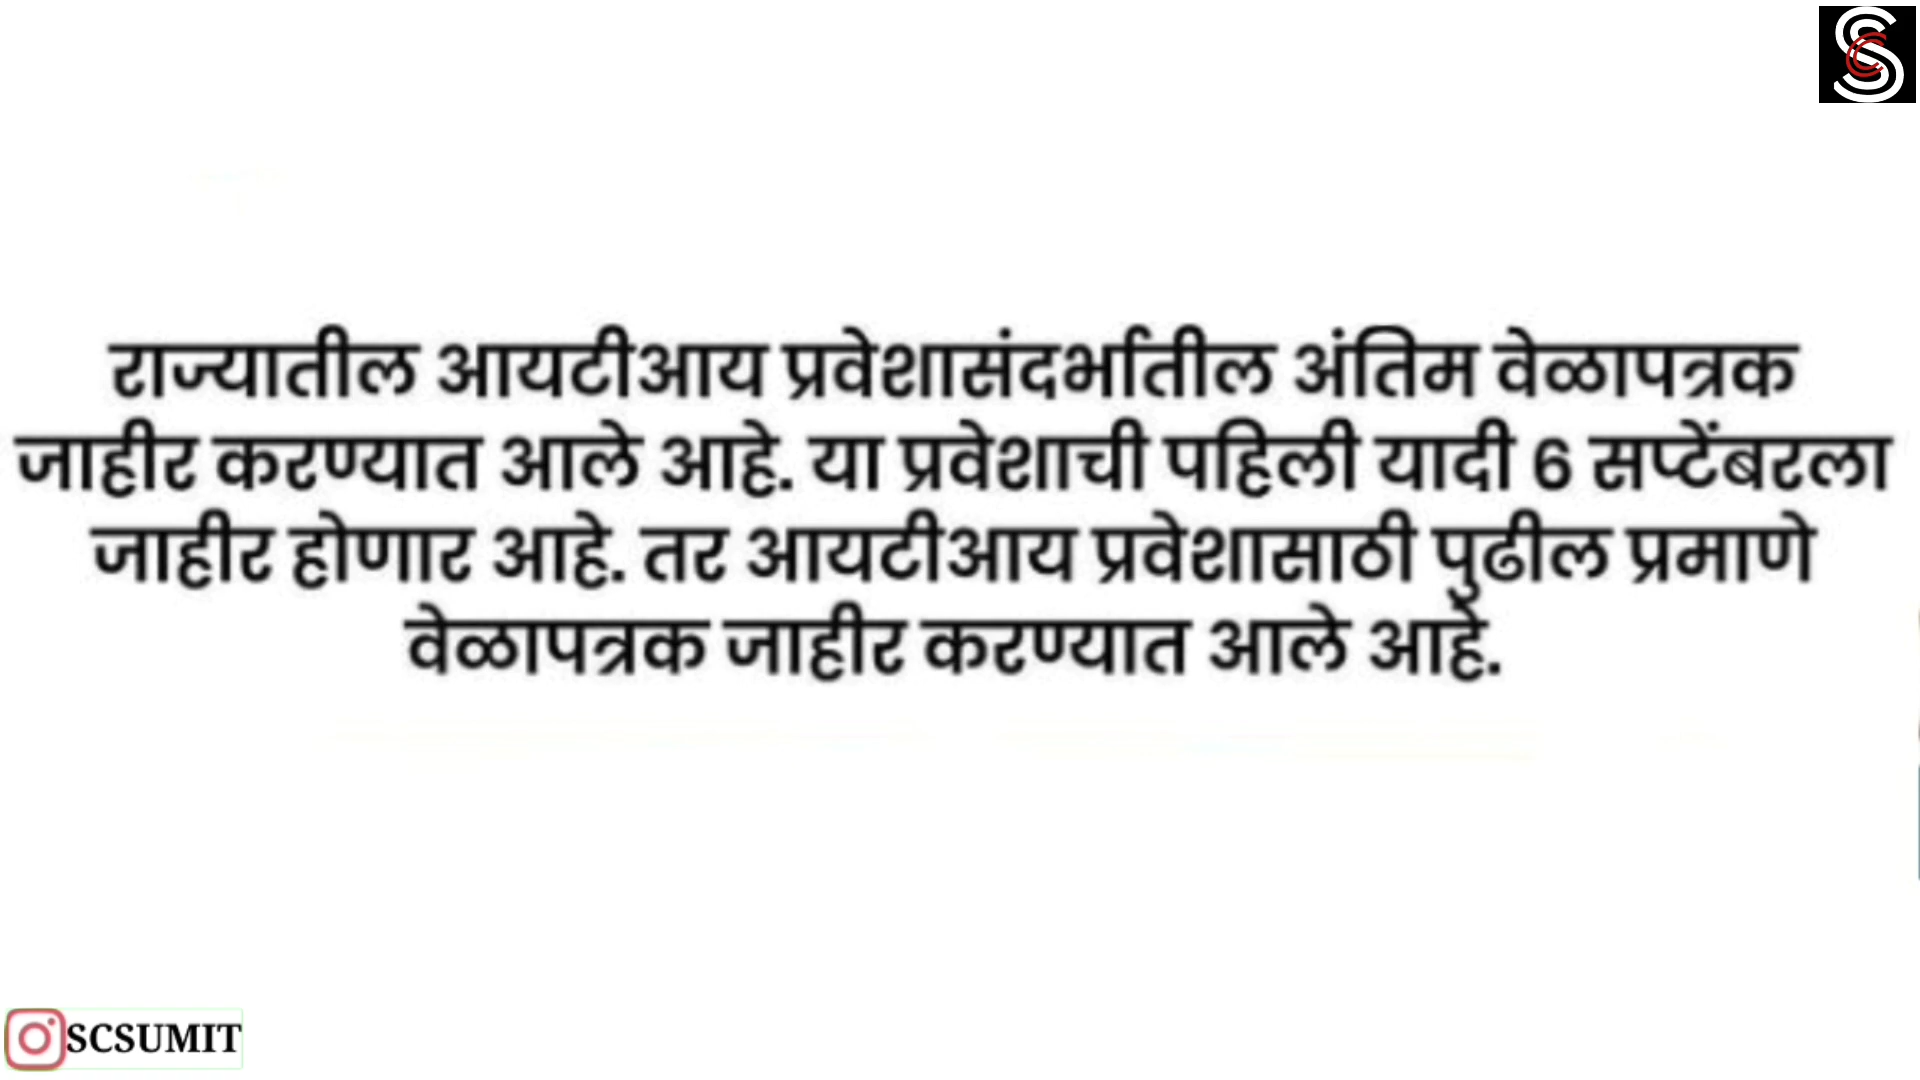 राज्यातील आयटीआय प्रवेशासंदर्भातील अंतिम वेळापत्रक
जाहीर करण्यात आले आहे. या प्रवेशाची पहिली यादी 6 सप्टेंबरला
जाहीर होणार आहे. तर आयटीआय प्रवेशासाठी पुढील प्रमाणे
वेळापत्रक जाहीर करण्यात आले आहे.
SCSUMIT